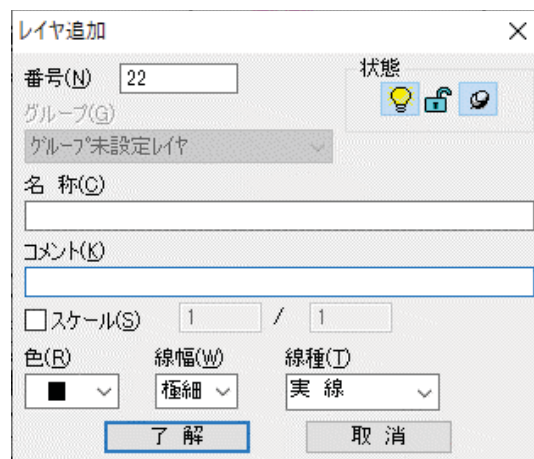 レイヤ追加
状態
番号(N) 22
グループ(G)
グループ未設定レイヤ
名 称(C)
コメント(K)
スケール(S) 1 / 1
色(R) 線幅(W) 線種(T)
極細 実 線
了 解 取 消